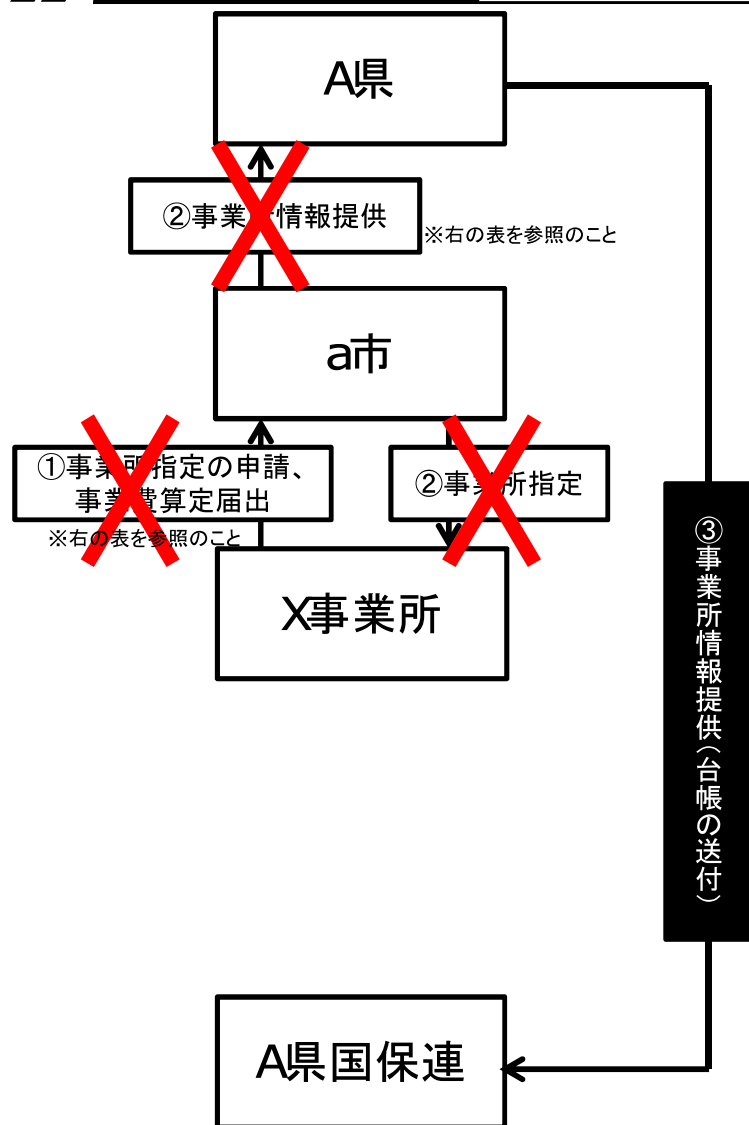 A県
②事業所情報提供
※右の表を参照のこと
a市
①事業所指定の申請、
事業費算定届出
※右の表を参照のこと
②事業所指定
X事業所
③事業所情報提供（台帳の送付）
A県国保連